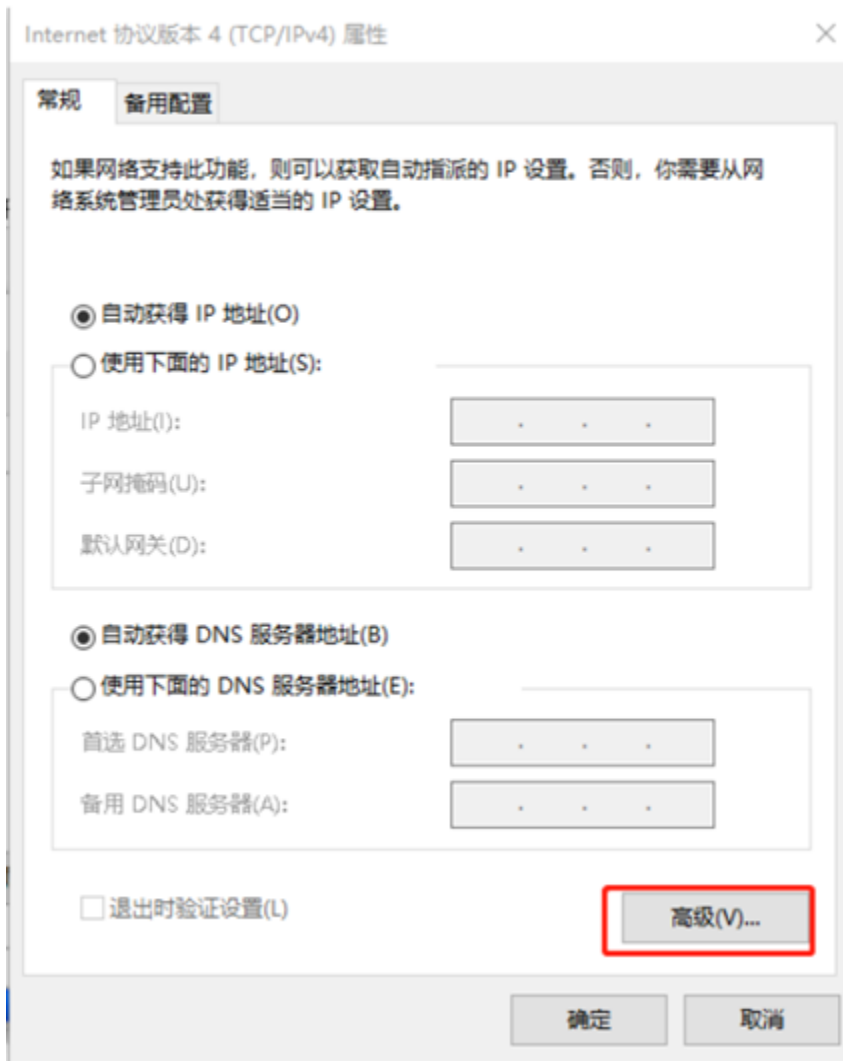 Internet 协议版本 4 (TCP/IPv4) 属性
常规
备用配置
如果网络支持此功能，则可以获取自动指派的 IP 设置。否则，你需要从网
络系统管理员处获得适当的 IP 设置。
自动获得 IP 地址(O)
使用下面的 IP 地址(S):
IP 地址(I):
子网掩码(U):
默认网关(D):
自动获得 DNS 服务器地址(B)
使用下面的 DNS 服务器地址(E):
首选 DNS 服务器(P):
备用 DNS 服务器(A):
退出时验证设置(L)
高级(V)...
确定
取消